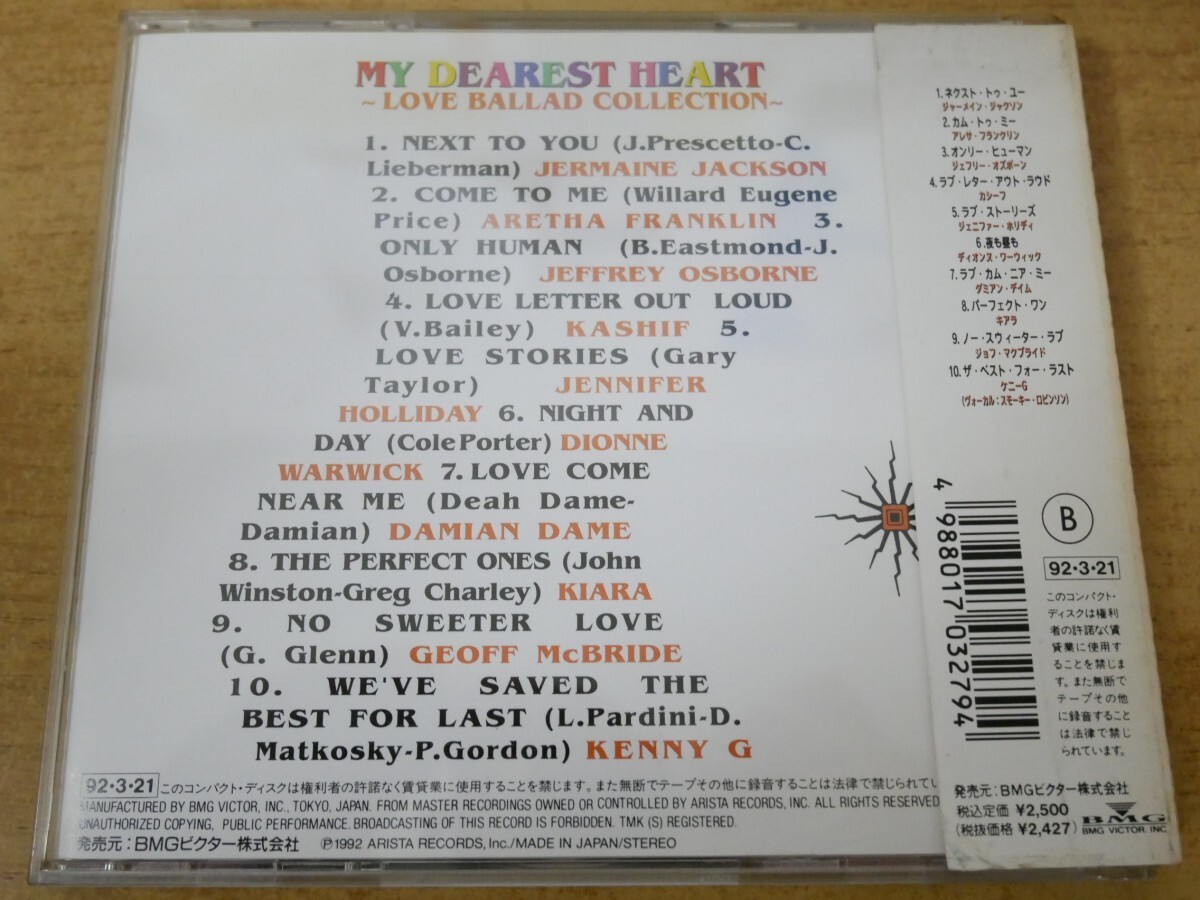 MY DEAREST HEART
~LOVE BALLAD COLLECTION~
1. NEXT TO YOU (J.Prescetto-C.
Lieberman) JERMAINE JACKSON
2. COME TO ME (Willard Eugene
Price) ARETHA FRANKLIN 3.
ONLY HUMAN (B.Eastmond-J.
Osborne) JEFFREY OSBORNE
4. LOVE LETTER OUT LOUD
(V.Bailey) KASHIF 5.
LOVE STORIES (Gary
Taylor) JENNIFER
HOLLIDAY 6. NIGHT AND
DAY (Cole Porter) DIONNE
WARWICK 7. LOVE COME
NEAR ME (Deah Dame-
Damian) DAMIAN DAME
8. THE PERFECT ONES (John
Winston-Greg Charley) KIARA
9. NO SWEETER LOVE
(G. Glenn) GEOFF McBRIDE
10. WE'VE SAVED THE
BEST FOR LAST (L.Pardini-D.
Matkosky-P.Gordon) KENNY G
92·3·21 このコンパクト・ディスクは権利者の許諾なく賃貸業に使用することを禁じます。また無断でテープその他に録音することは法律で禁じられてい
MANUFACTURED BY BMG VICTOR, INC., TOKYO, JAPAN. FROM MASTER RECORDINGS OWNED OR CONTROLLED BY ARISTA RECORDS, INC. ALL RIGHTS RESERVED
UNAUTHORIZED COPYING, PUBLIC PERFORMANCE. BROADCASTING OF THIS RECORD IS FORBIDDEN. TMK (S) REGISTERED.
発売元：BMGビクター株式会社 Ⓟ1992 ARISTA RECORDS, Inc./MADE IN JAPAN/STEREO
1. ネクスト・トゥ・ユー
ジャーメイン・ジャクソン
2. カム・トゥ・ミー
アレサ・フランクリン
3. オンリー・ヒューマン
ジェフリー・オズボーン
4. ラブ・レター・アウト・ラウド
カシーフ
5. ラブ・ストーリーズ
ジェニファー・ホリディ
6. 夜も昼も
ディオンヌ・ワーウィック
7. ラブ・カム・ニア・ミー
ダミアン・デイム
8. パーフェクト・ワン
キアラ
9. ノー・スウィーター・ラブ
ジョフ・マクブライド
10. ザ・ベスト・フォー・ラスト
ケニーG
(ヴォーカル：スモーキー・ロビンソン)
4 988017 032794
B
92·3·21
このコンパクト・
ディスクは権利
者の許諾なく賃
貸業に使用す
ることを禁じま
す。また無断で
テープその他
に録音すること
は法律で禁じ
られています。
発売元：BMGビクター株式会社
税込定価 ¥2,500
(税抜価格 ¥2,427)
BMG
BMG VICTOR, INC.